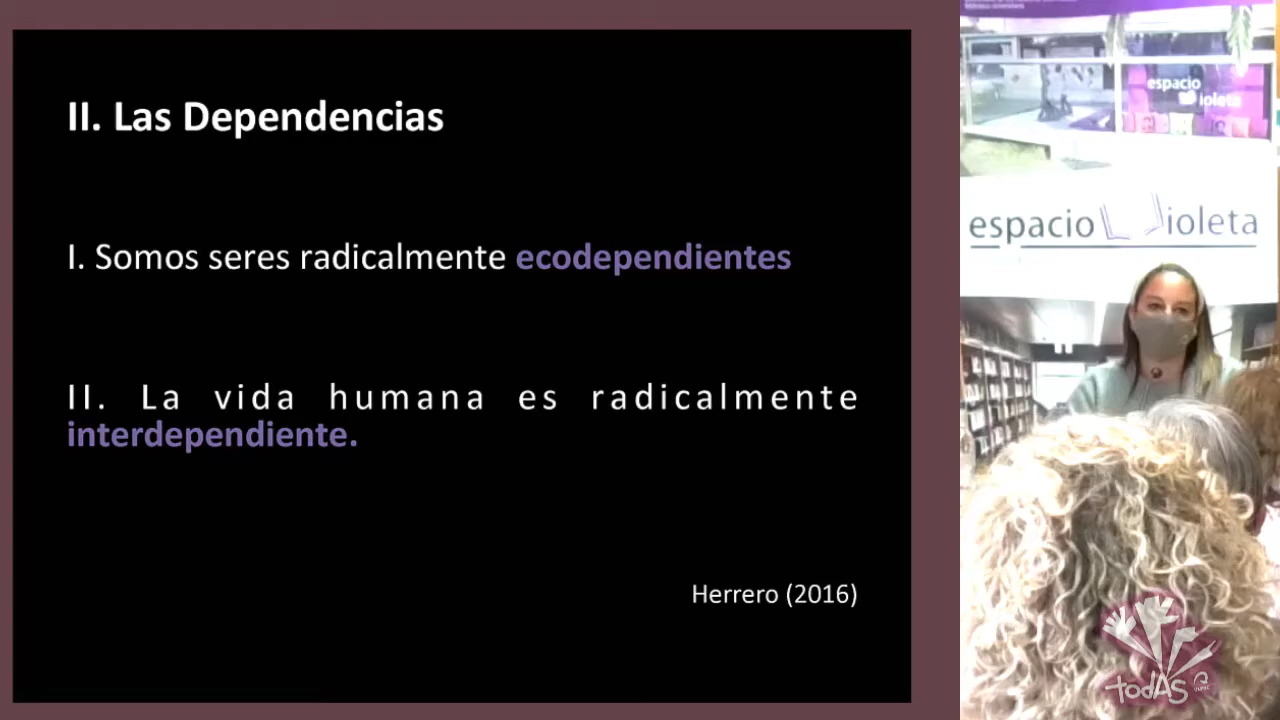 II. Las Dependencias
I. Somos seres radicalmente ecodependientes
II. La vida humana es radicalmente
interdependiente.
Herrero (2016)
espacio
ioleta
espacio ioleta
todAS